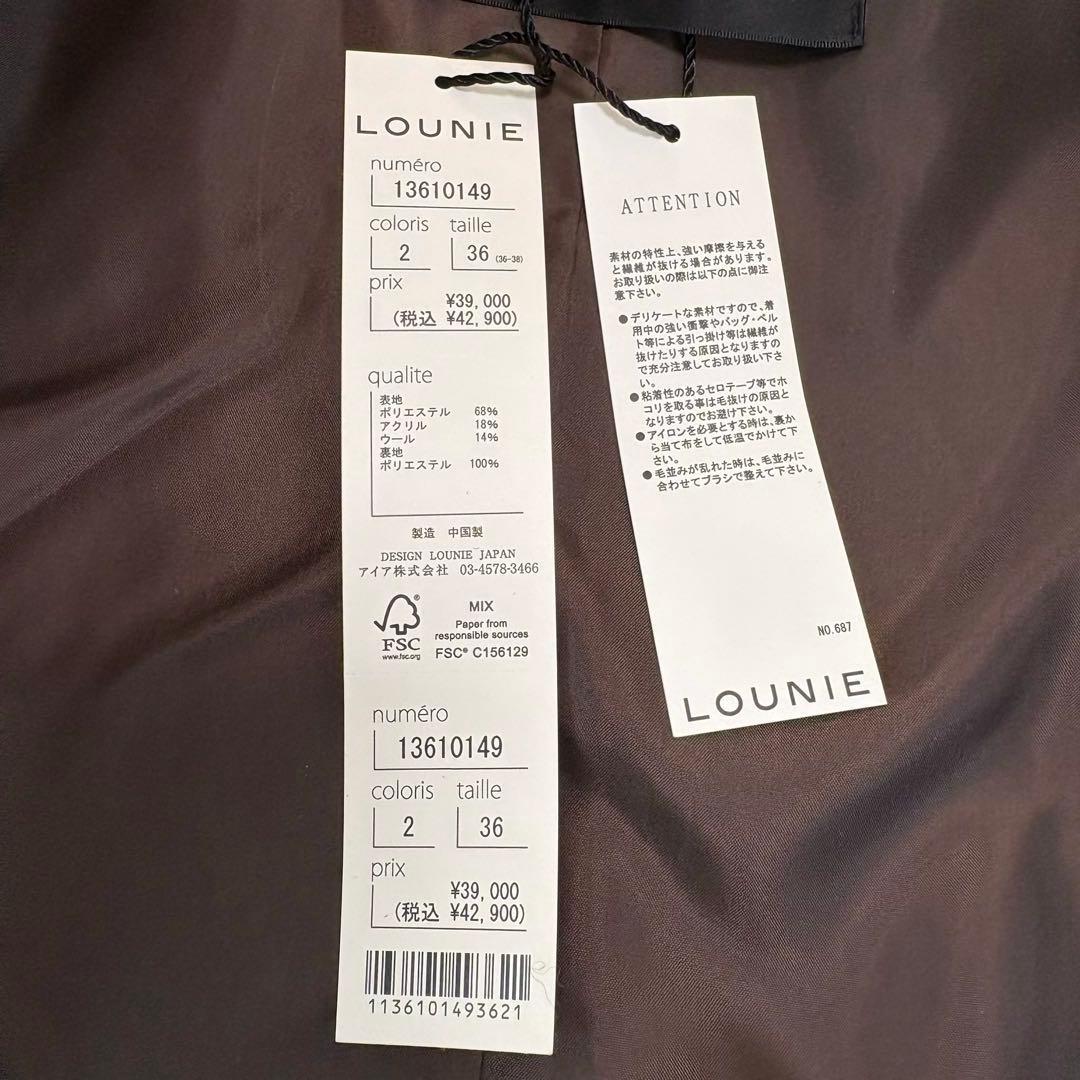 LOUNIE
numéro
13610149
coloris taille
2 36 (36-38)
prix
¥39,000
(税込 ¥42,900)
qualite
表地
ポリエステル 68%
アクリル 18%
ウール 14%
裏地
ポリエステル 100%
製造 中国製
DESIGN LOUNIE JAPAN
アイア株式会社 03-4578-3466
FSC®
www.fsc.org
MIX
Paper from
responsible sources
FSC® C156129
numéro
13610149
coloris taille
2 36
prix
¥39,000
(税込 ¥42,900)
1136101493621
ATTENTION
素材の特性上、強い摩擦を与える
と繊維が抜ける場合があります。
お取り扱いの際は以下の点に御注
意下さい。
●デリケートな素材ですので、着
用中の強い衝撃やバッグ・ベル
ト等による引っ掛け等は繊維が
抜けたりする原因となりますの
で充分注意してお取り扱い下さ
い。
●粘着性のあるセロテープ等でホ
コリを取る事は毛抜けの原因と
なりますのでお避け下さい。
●アイロンを必要とする時は、裏か
ら当て布をして低温でかけて下
さい。
●毛並みが乱れた時は、毛並みに
合わせてブラシで整えて下さい。
NO.687
LOUNIE